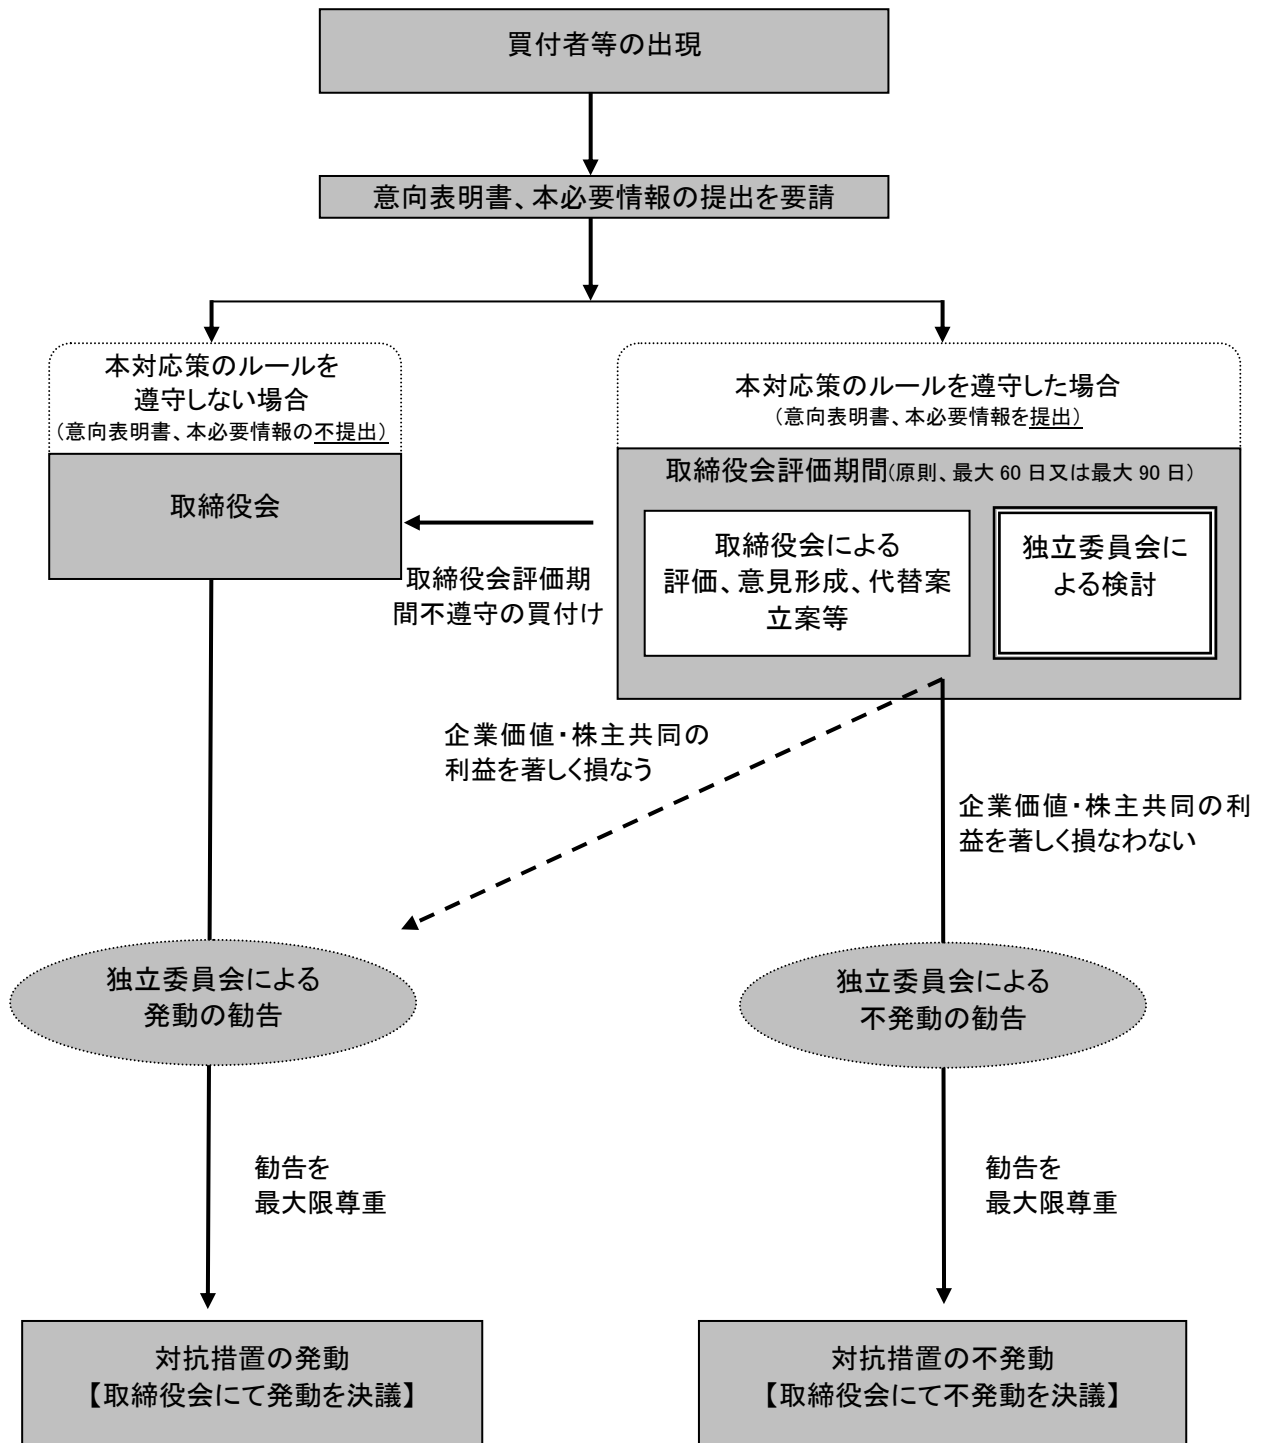 買付者等の出現
意向表明書、本必要情報の提出を要請
本対応策のルールを
遵守しない場合
（意向表明書、本必要情報の不提出）
取締役会
本対応策のルールを遵守した場合
（意向表明書、本必要情報を提出）
取締役会評価期間(原則、最大 60 日又は最大 90 日)
取締役会による
評価、意見形成、代替案
立案等
独立委員会に
よる検討
取締役会評価期
間不遵守の買付け
企業価値・株主共同の
利益を著しく損なう
企業価値・株主共同の利
益を著しく損なわない
独立委員会による
発動の勧告
独立委員会による
不発動の勧告
勧告を
最大限尊重
勧告を
最大限尊重
対抗措置の発動
【取締役会にて発動を決議】
対抗措置の不発動
【取締役会にて不発動を決議】